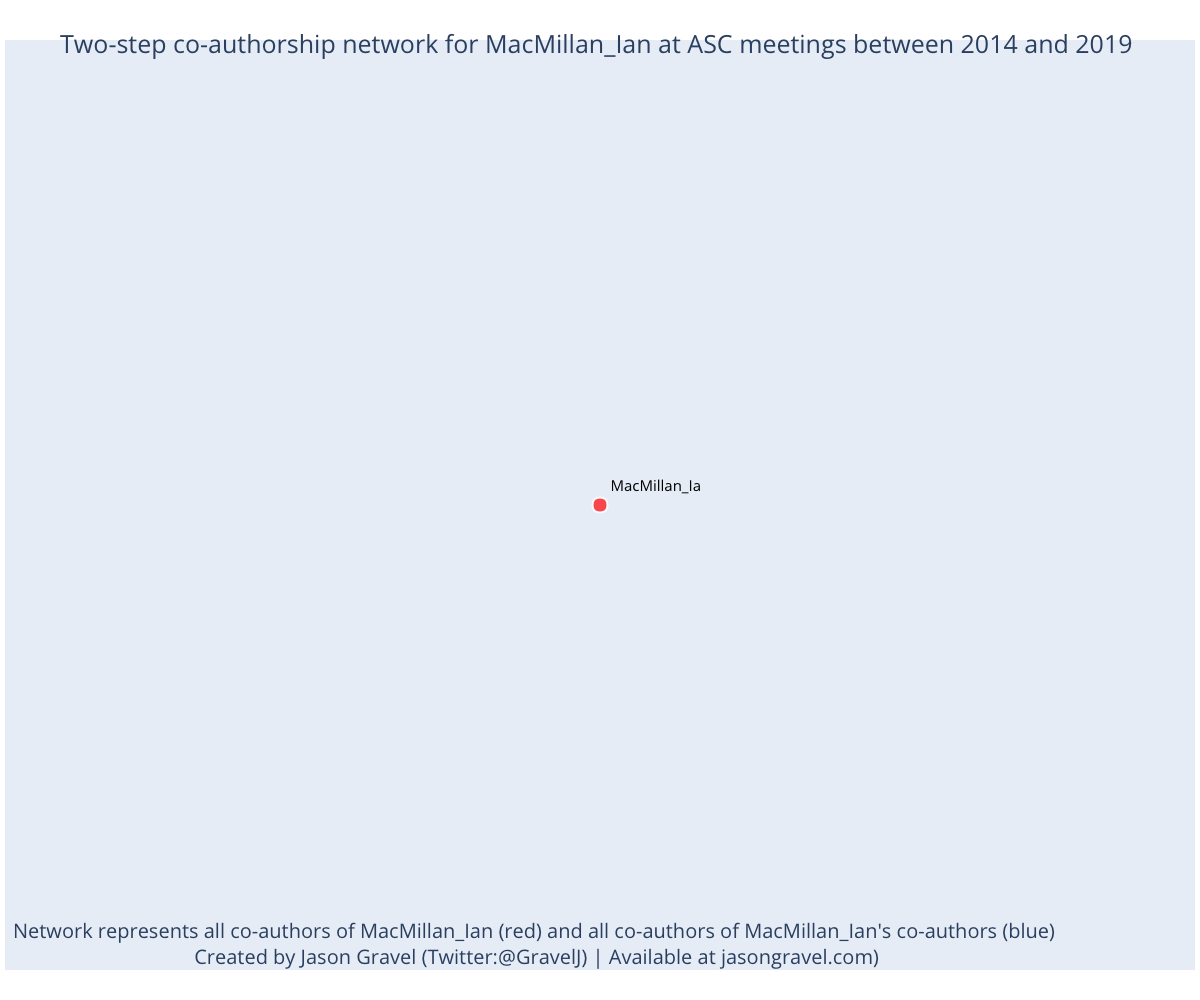 Two-step co-authorship network for MacMillan_Ian at ASC meetings between 2014 and 2019
MacMillan_Ia
Network represents all co-authors of MacMillan_Ian (red) and all co-authors of MacMillan_Ian's co-authors (blue)
Created by Jason Gravel (Twitter:@GravelJ) | Available at jasongravel.com)